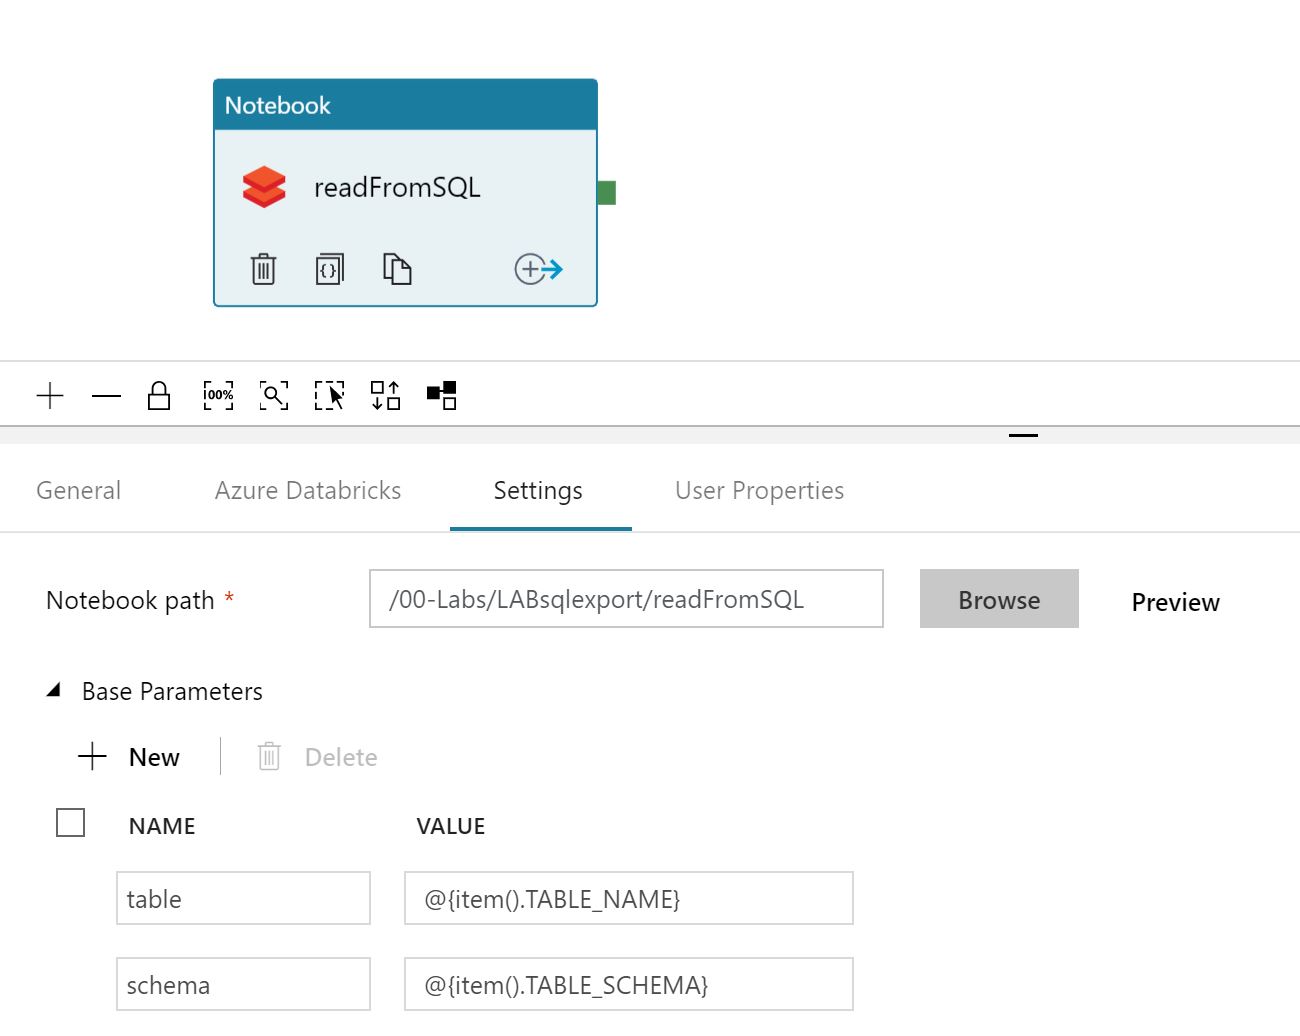 Notebook
readFromSQL
{}
100%
General Azure Databricks Settings User Properties
Notebook path * /00-Labs/LABsqlexport/readFromSQL Browse Preview
Base Parameters
New Delete
NAME VALUE
table @{item().TABLE_NAME}
schema @{item().TABLE_SCHEMA}